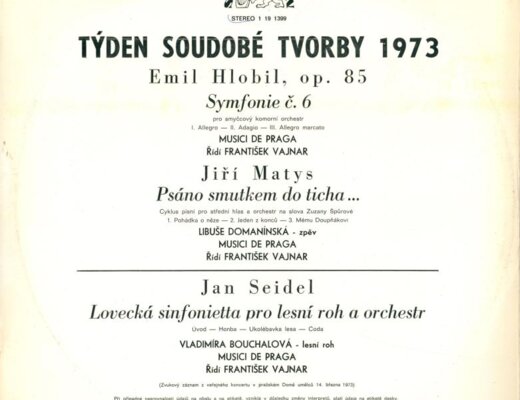 STEREO 1 19 1399
TÝDEN SOUDOBÉ TVORBY 1973
Emil Hlobil, op. 85
Symfonie č. 6
pro smyčcový komorní orchestr
I. Allegro — II. Adagio — III. Allegro marcato
MUSICI DE PRAGA
Řídí FRANTIŠEK VAJNAR
Jiří Matys
Psáno smutkem do ticha...
Cyklus písní pro střední hlas a orchestr na slova Zuzany Špůrové
1. Pohádka o něze — 2. Jeden z konců — 3. Mému Doupňákovi
LIBUŠE DOMANÍNSKÁ - zpěv
MUSICI DE PRAGA
Řídí FRANTIŠEK VAJNAR
Jan Seidel
Lovecká sinfonietta pro lesní roh a orchestr
Úvod — Honba — Ukolébavka lesa — Coda
VLADIMÍRA BOUCHALOVÁ - lesní roh
MUSICI DE PRAGA
Řídí FRANTIŠEK VAJNAR
(Zvukový záznam z veřejného koncertu v pražském Domě umělců 14. března 1973)